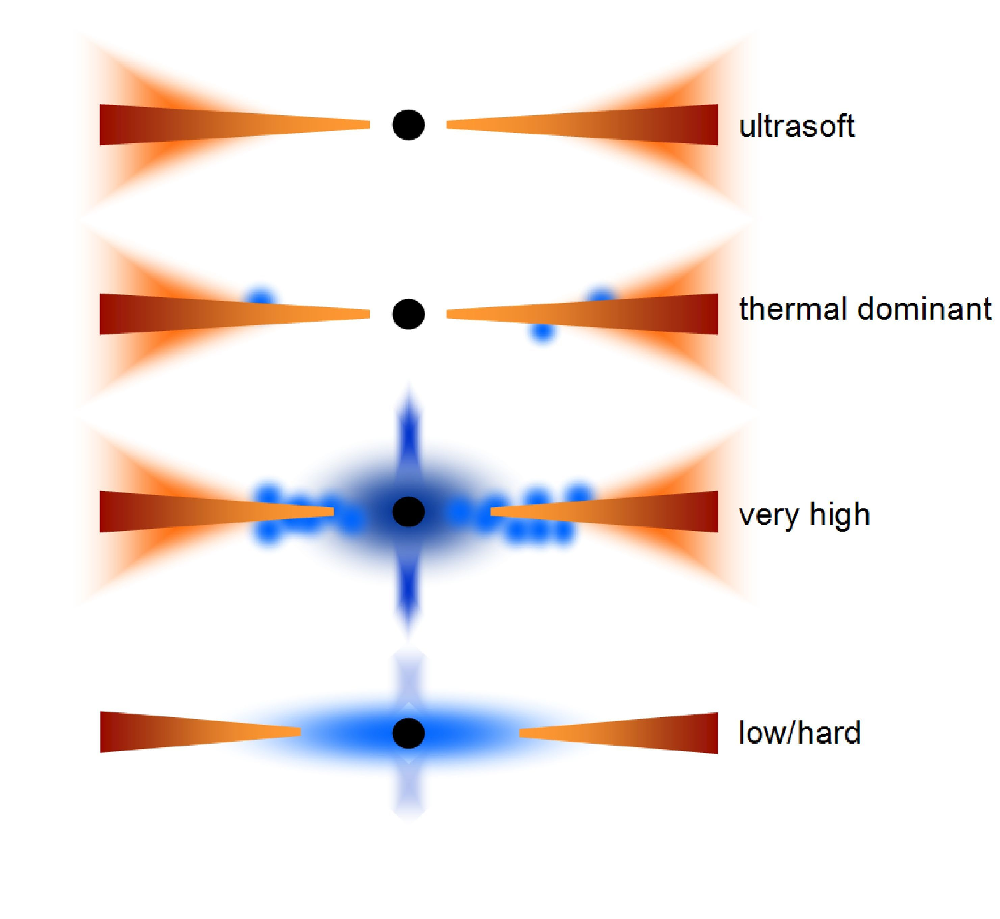 ultrasoft
thermal dominant
very high
low/hard